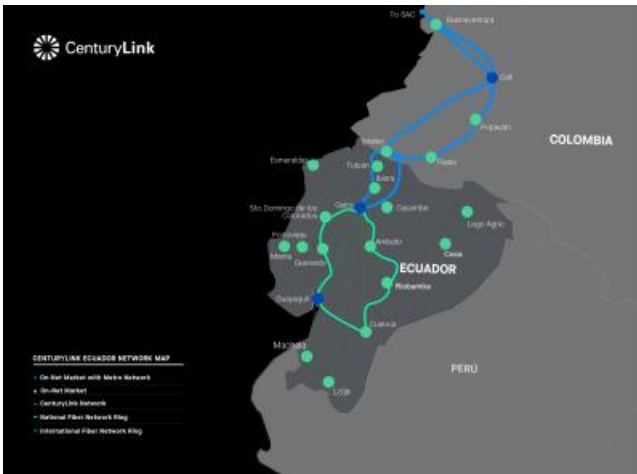 To SAC
Buenaventura
CenturyLink
Cali
Popayán
COLOMBIA
Ipiales
Pasto
Esmeraldas
Tulcán
Ibarra
Quito
Cayambe
Sto. Domingo de los
Colorados
Lago Agrio
Portoviejo
Manta
Quevedo
Ambato
Coca
ECUADOR
Riobamba
Guayaquil
Cuenca
Machala
Loja
PERÚ
CENTURYLINK ECUADOR NETWORK MAP
On-Net Market with Metro Network
On-Net Market
CenturyLink Network
National Fiber Network Ring
International Fiber Network Ring